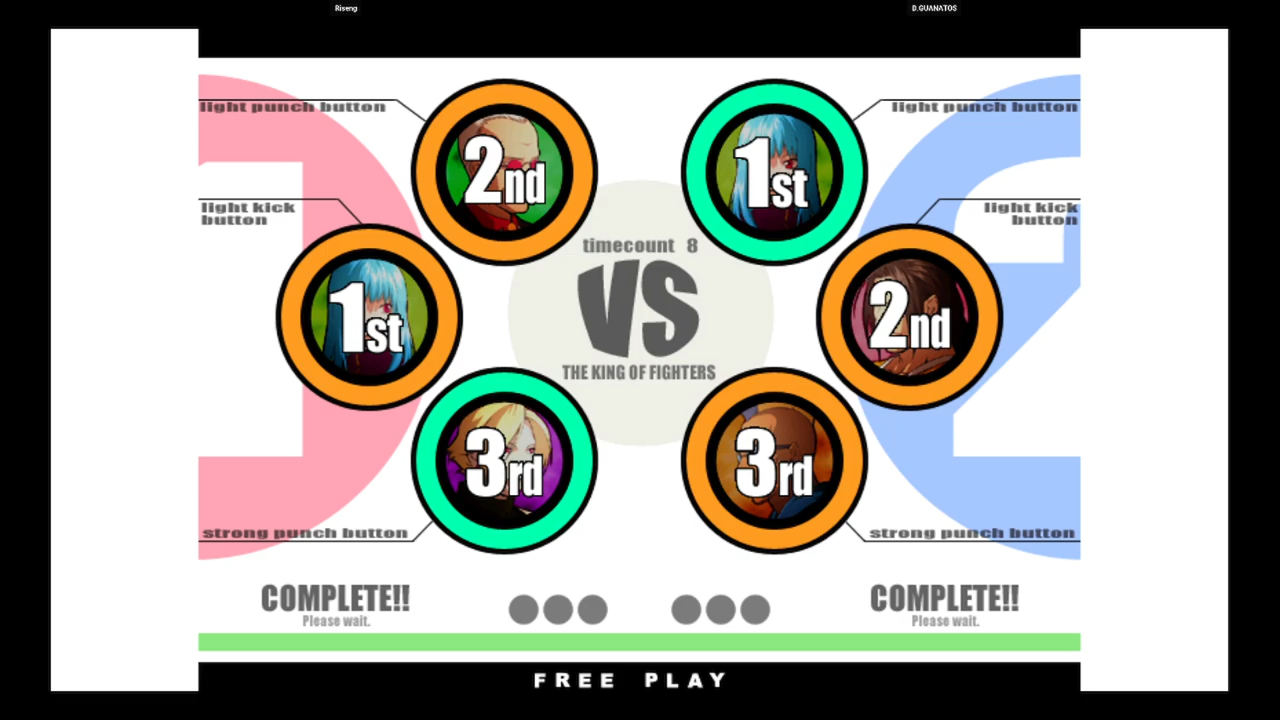 Riseng
D.GUANATOS
light punch button
light punch button
2nd
1st
light kick
button
light kick
button
timecount 8
VS
THE KING OF FIGHTERS
1st
2nd
3rd
3rd
strong punch button
strong punch button
COMPLETE!!
Please wait.
COMPLETE!!
Please wait.
FREE PLAY